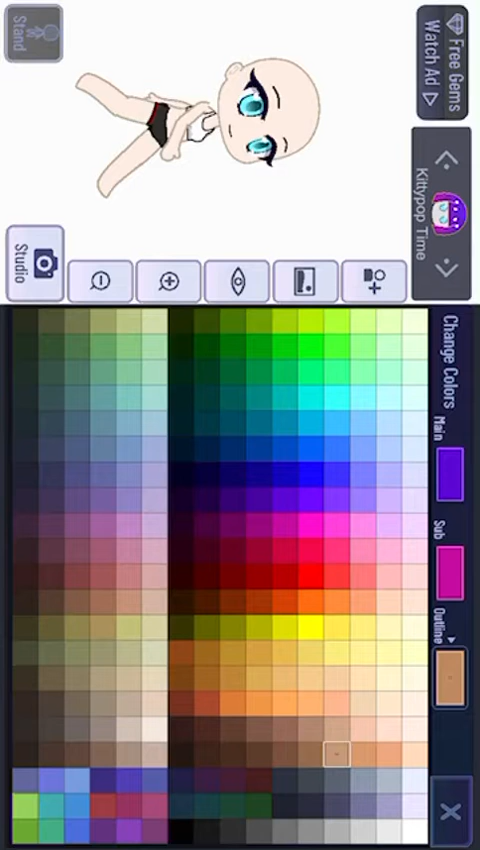 Free Gems
Watch Ad
Kittypop Time
Stand
Studio
Change Colors
Main
Sub
Outline
X